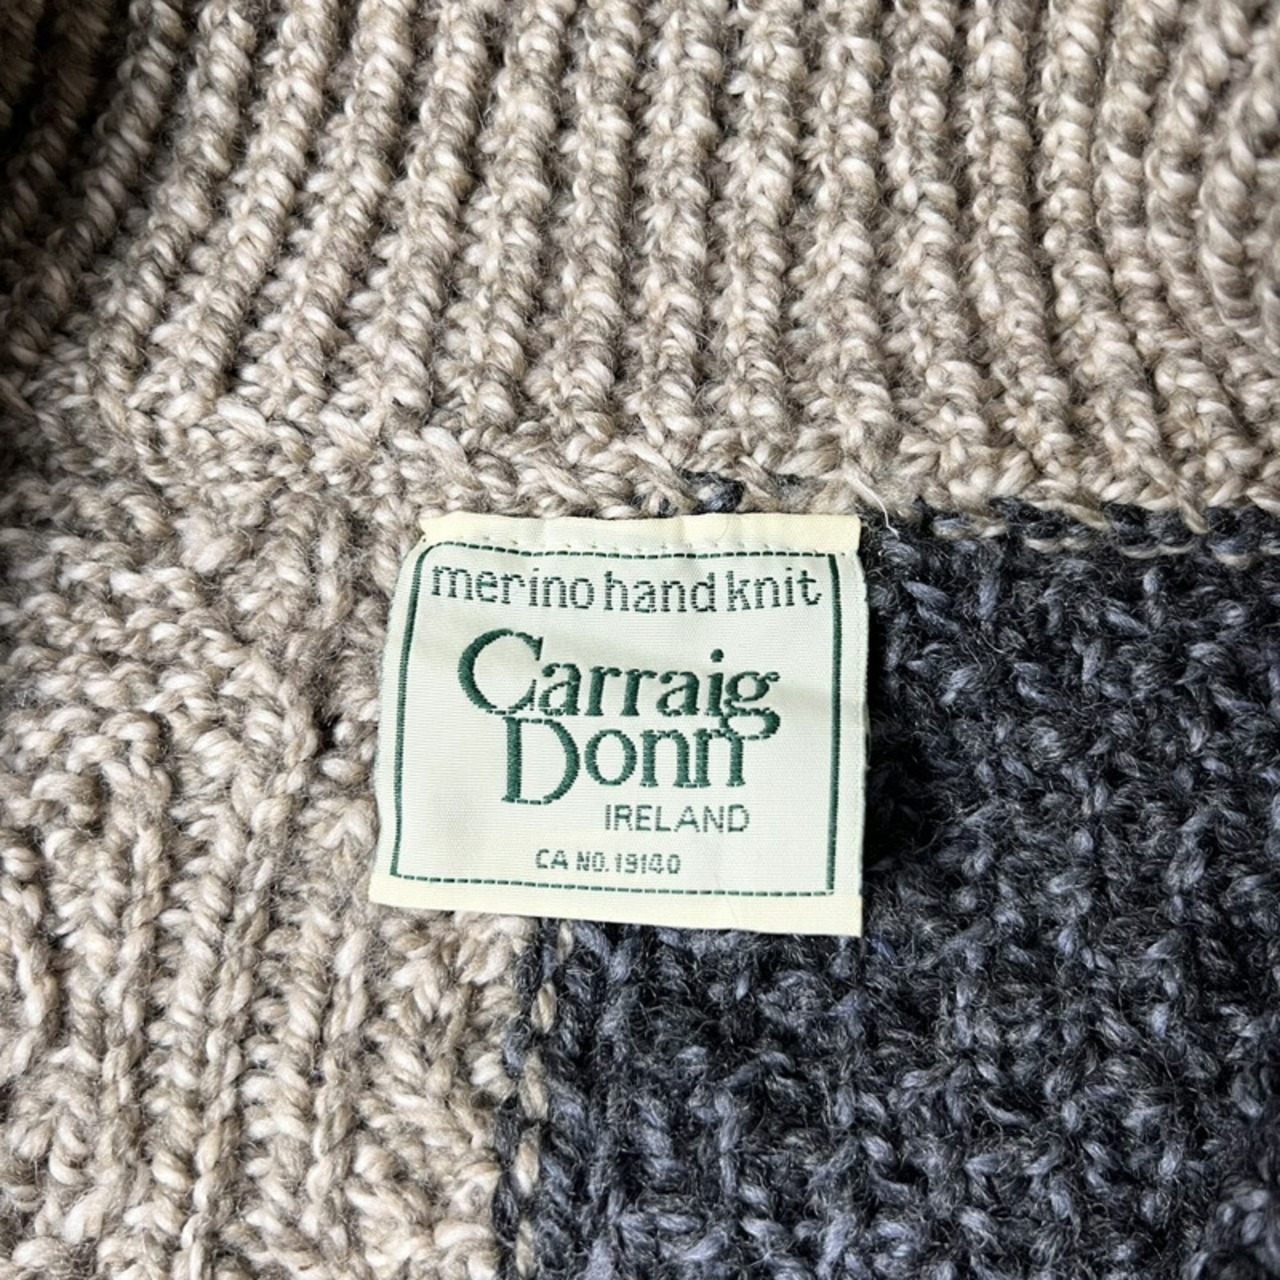 merino hand knit
Carraig
Donn
IRELAND
CA NO. 19140